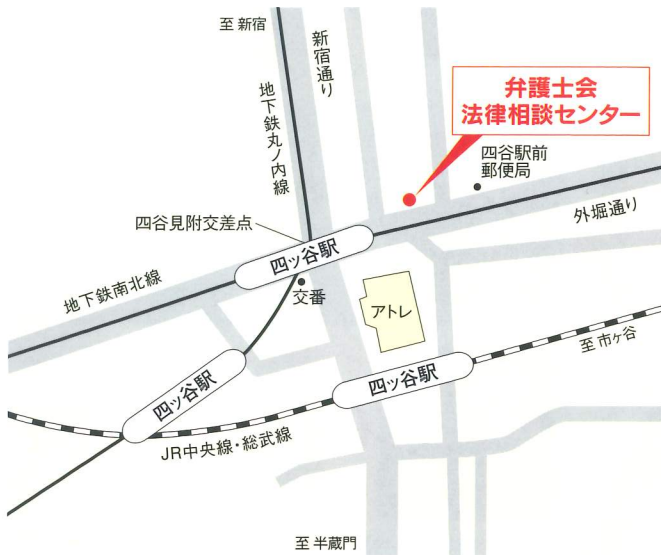 至 新宿
新宿通り
地下鉄丸ノ内線
弁護士会
法律相談センター
四谷駅前
郵便局
外堀通り
四谷見附交差点
四ッ谷駅
地下鉄南北線
交番
アトレ
至 市ヶ谷
四ッ谷駅
四ッ谷駅
JR中央線・総武線
至 半蔵門